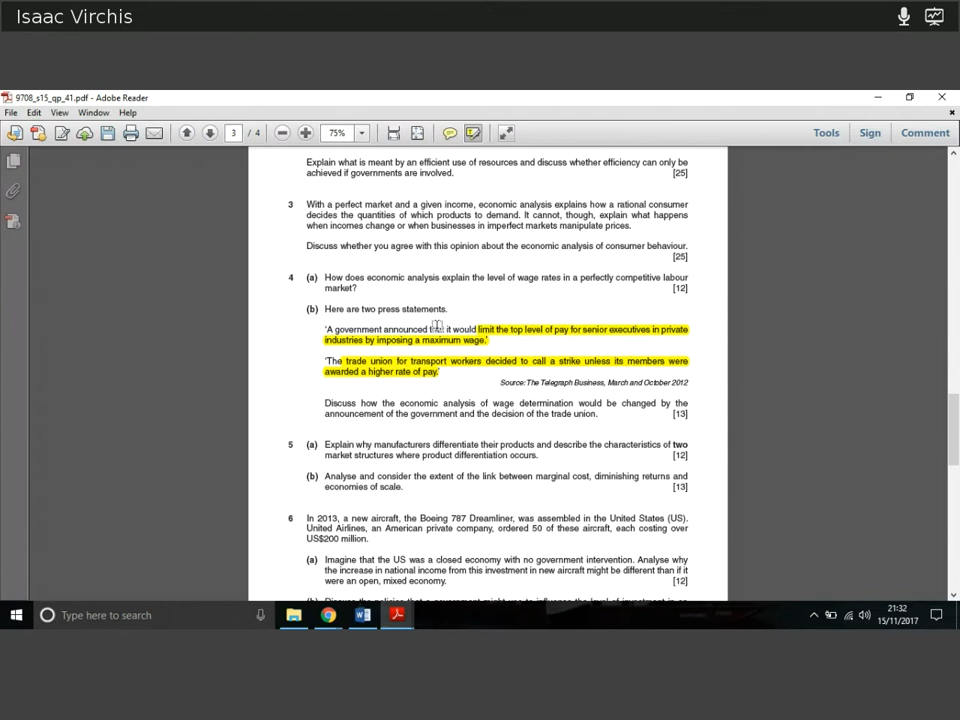 Isaac Virchis
9708_s15_qp_41.pdf - Adobe Reader
File Edit View Window Help
3 / 4 75% Tools Sign Comment
Explain what is meant by an efficient use of resources and discuss whether efficiency can only be
achieved if governments are involved. [25]
3 With a perfect market and a given income, economic analysis explains how a rational consumer
decides the quantities of which products to demand. It cannot, though, explain what happens
when incomes change or when businesses in imperfect markets manipulate prices.
Discuss whether you agree with this opinion about the economic analysis of consumer behaviour.
[25]
4 (a) How does economic analysis explain the level of wage rates in a perfectly competitive labour
market? [12]
(b) Here are two press statements.
'A government announced that it would limit the top level of pay for senior executives in private
industries by imposing a maximum wage.'
'The trade union for transport workers decided to call a strike unless its members were
awarded a higher rate of pay.'
Source: The Telegraph Business, March and October 2012
Discuss how the economic analysis of wage determination would be changed by the
announcement of the government and the decision of the trade union. [13]
5 (a) Explain why manufacturers differentiate their products and describe the characteristics of two
market structures where product differentiation occurs. [12]
(b) Analyse and consider the extent of the link between marginal cost, diminishing returns and
economies of scale. [13]
6 In 2013, a new aircraft, the Boeing 787 Dreamliner, was assembled in the United States (US).
United Airlines, an American private company, ordered 50 of these aircraft, each costing over
US$200 million.
(a) Imagine that the US was a closed economy with no government intervention. Analyse why
the increase in national income from this investment in new aircraft might be different than if it
were an open, mixed economy. [12]
Type here to search
21:32
15/11/2017